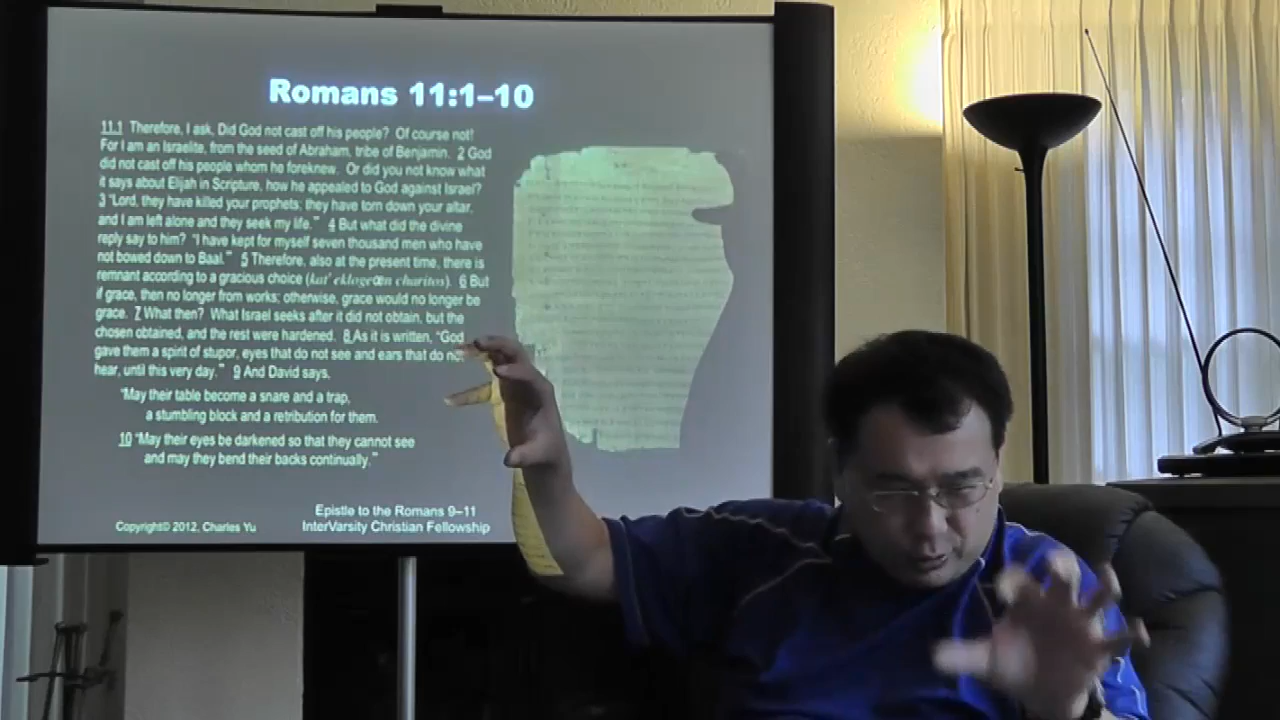 Romans 11:1–10
11.1 Therefore, I ask, Did God not cast off his people? Of course not!
For I am an Israelite, from the seed of Abraham, tribe of Benjamin. 2 God
did not cast off his people whom he foreknew. Or did you not know what
it says about Elijah in Scripture, how he appealed to God against Israel?
3 “Lord, they have killed your prophets; they have torn down your altar,
and I am left alone and they seek my life.” 4 But what did the divine
reply say to him? “I have kept for myself seven thousand men who have
not bowed down to Baal.” 5 Therefore, also at the present time, there is
remnant according to a gracious choice (kat’ eklogeœn charitos). 6 But
if grace, then no longer from works; otherwise, grace would no longer be
grace. 7 What then? What Israel seeks after it did not obtain, but the
chosen obtained, and the rest were hardened. 8 As it is written, “God
gave them a spirit of stupor, eyes that do not see and ears that do not
hear, until this very day.” 9 And David says,
“May their table become a snare and a trap,
a stumbling block and a retribution for them.
10 “May their eyes be darkened so that they cannot see
and may they bend their backs continually.”
Epistle to the Romans 9–11
Copyright© 2012, Charles Yu InterVarsity Christian Fellowship